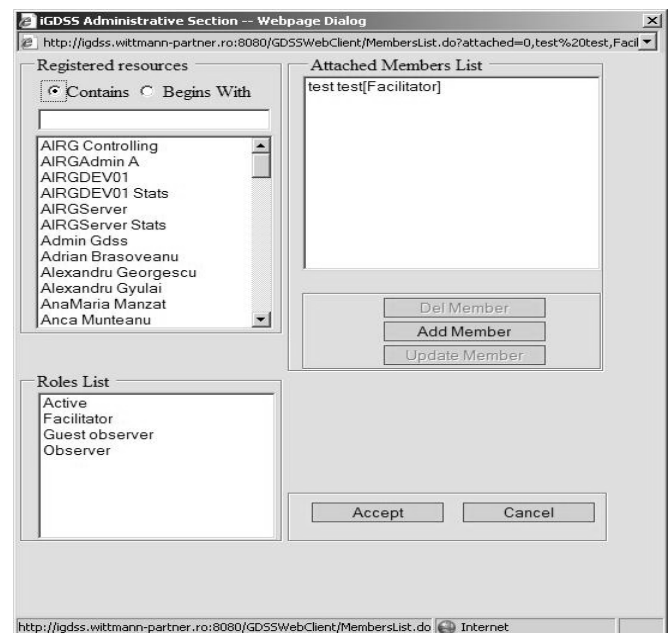 iGDSS Administrative Section -- Webpage Dialog
http://igdss.wittmann-partner.ro:8080/GDSSWebClient/MembersList.do?attached=0,test%20test,Facil
Registered resources
Contains Begins With
AIRG Controlling
AIRGAdmin A
AIRGDEV01
AIRGDEV01 Stats
AIRGServer
AIRGServer Stats
Admin Gdss
Adrian Brasoveanu
Alexandru Georgescu
Alexandru Gyulai
AnaMaria Manzat
Anca Munteanu
Attached Members List
test test[Facilitator]
Del Member
Add Member
Update Member
Roles List
Active
Facilitator
Guest observer
Observer
Accept Cancel
http://igdss.wittmann-partner.ro:8080/GDSSWebClient/MembersList.do Internet